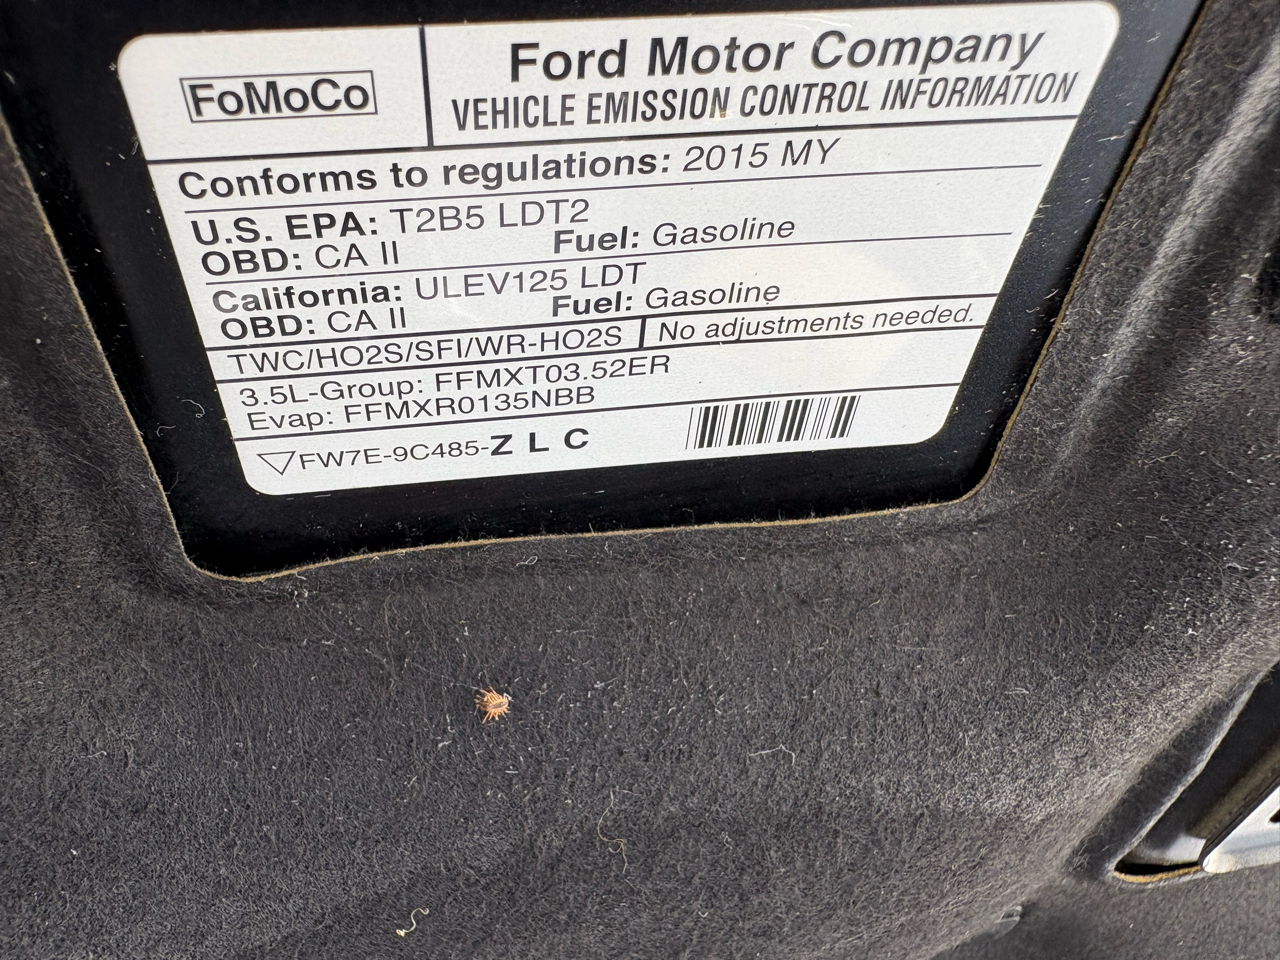 FoMoCo
Ford Motor Company
VEHICLE EMISSION CONTROL INFORMATION
Conforms to regulations: 2015 MY
U.S. EPA: T2B5 LDT2
OBD: CA II Fuel: Gasoline
California: ULEV125 LDT
OBD: CA II Fuel: Gasoline
TWC/HO2S/SFI/WR-HO2S No adjustments needed.
3.5L-Group: FFMXT03.52ER
Evap: FFMXR0135NBB
FW7E-9C485-Z L C